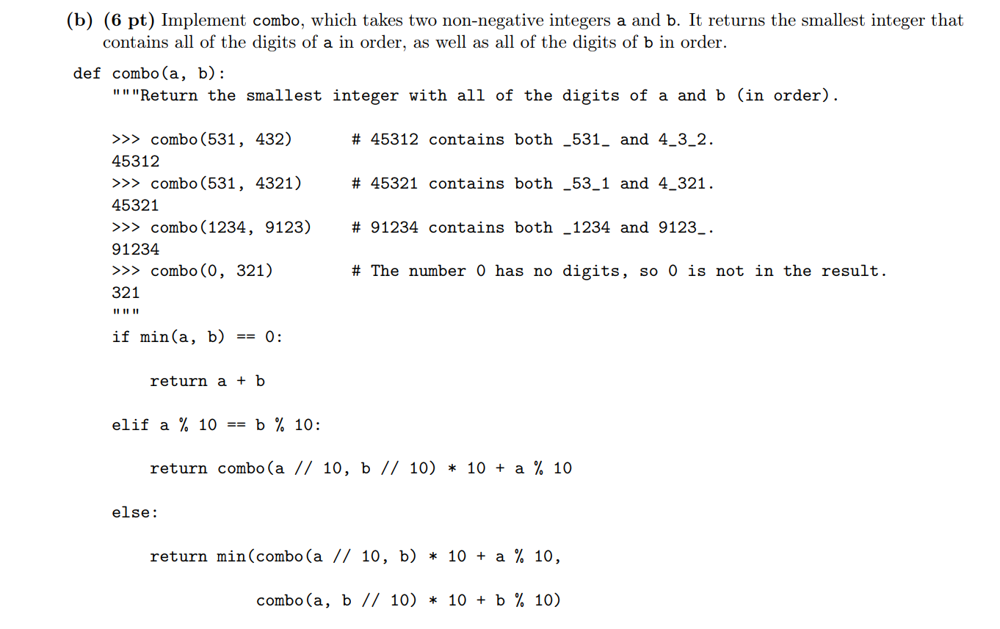 (b) (6 pt) Implement combo, which takes two non-negative integers a and b. It returns the smallest integer that
contains all of the digits of a in order, as well as all of the digits of b in order.
def combo(a, b):
"""Return the smallest integer with all of the digits of a and b (in order).
>>> combo(531, 432) # 45312 contains both _531_ and 4_3_2.
45312
>>> combo(531, 4321) # 45321 contains both _53_1 and 4_321.
45321
>>> combo(1234, 9123) # 91234 contains both _1234 and 9123_.
91234
>>> combo(0, 321) # The number 0 has no digits, so 0 is not in the result.
321
"""
if min(a, b) == 0:
return a + b
elif a % 10 == b % 10:
return combo(a // 10, b // 10) * 10 + a % 10
else:
return min(combo(a // 10, b) * 10 + a % 10,
combo(a, b // 10) * 10 + b % 10)